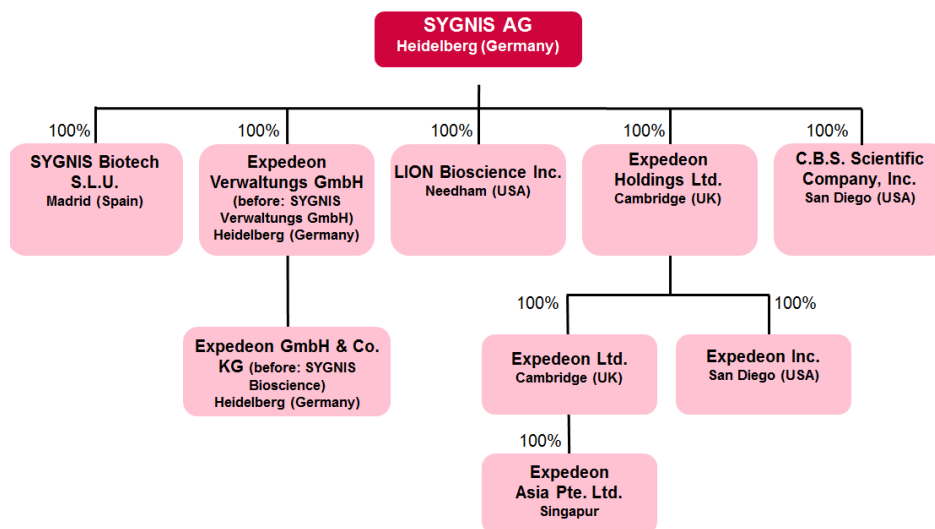 SYGNIS AG
Heidelberg (Germany)
100%
100%
100%
100%
100%
SYGNIS Biotech
S.L.U.
Madrid (Spain)
Expedeon
Verwaltungs GmbH
(before: SYGNIS
Verwaltungs GmbH)
Heidelberg (Germany)
LION Bioscience Inc.
Needham (USA)
Expedeon
Holdings Ltd.
Cambridge (UK)
C.B.S. Scientific
Company, Inc.
San Diego (USA)
100%
100%
Expedeon GmbH & Co.
KG (before: SYGNIS
Bioscience)
Heidelberg (Germany)
Expedeon Ltd.
Cambridge (UK)
Expedeon Inc.
San Diego (USA)
100%
Expedeon
Asia Pte. Ltd.
Singapur